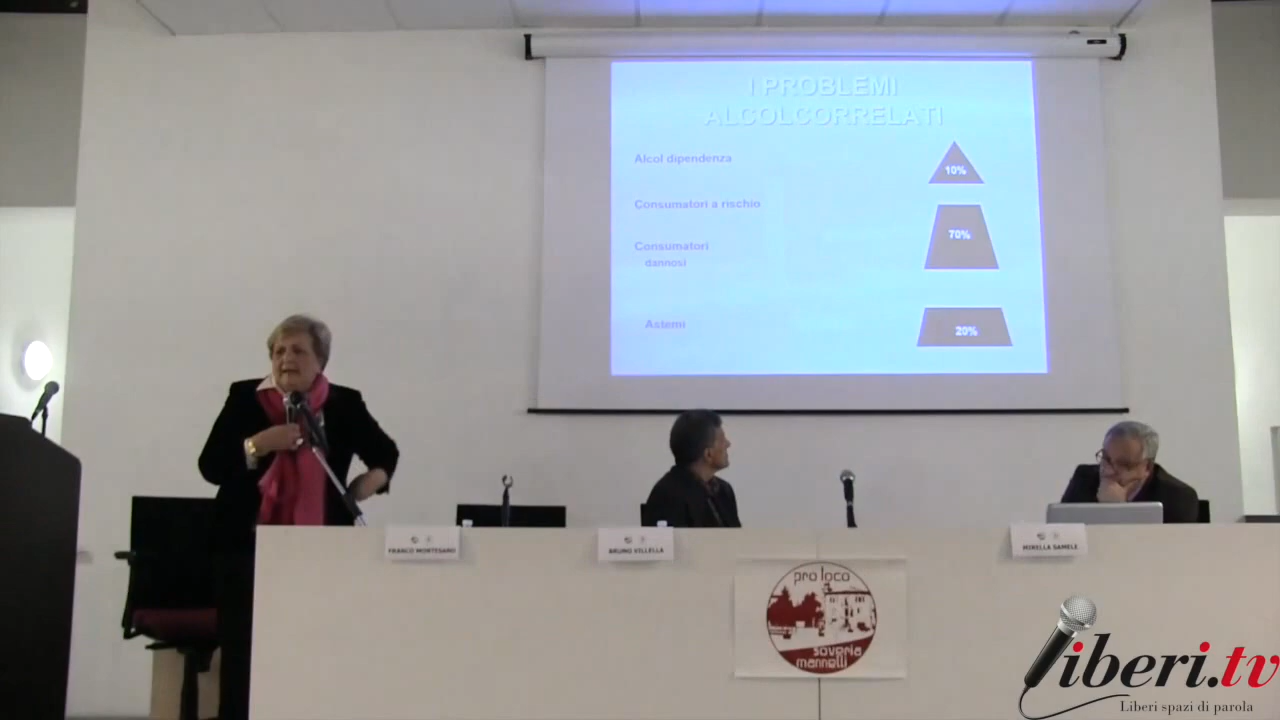 I PROBLEMI
ALCOLCORRELATI
Alcol dipendenza
10%
Consumatori a rischio
70%
Consumatori
dannosi
Astemi
20%
FRANCO MONTESANO
BRUNO VILLELLA
MIRELLA SAMELE
pro loco
soveria
mannelli
liberi.tv
Liberi spazi di parola